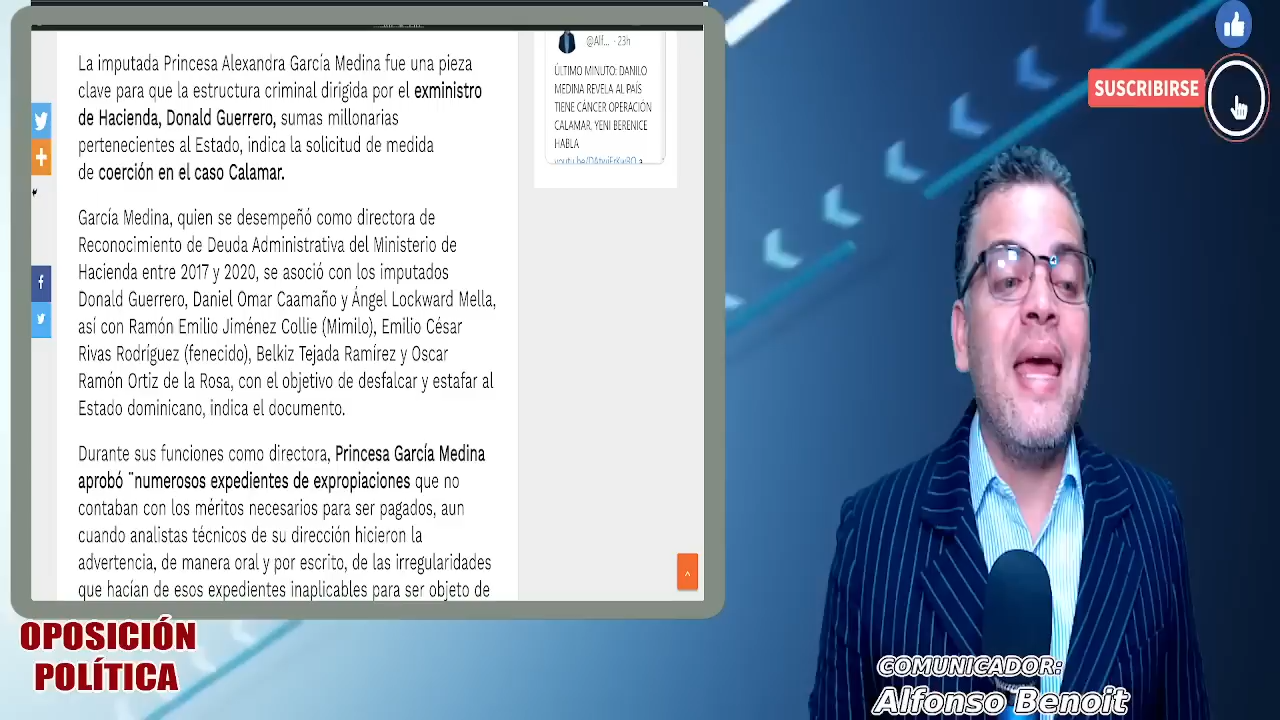 La imputada Princesa Alexandra García Medina fue una pieza
clave para que la estructura criminal dirigida por el exministro
de Hacienda, Donald Guerrero, sumas millonarias
pertenecientes al Estado, indica la solicitud de medida
de coerción en el caso Calamar.
García Medina, quien se desempeñó como directora de
Reconocimiento de Deuda Administrativa del Ministerio de
Hacienda entre 2017 y 2020, se asoció con los imputados
Donald Guerrero, Daniel Omar Caamaño y Ángel Lockward Mella,
así con Ramón Emilio Jiménez Collie (Mimilo), Emilio César
Rivas Rodríguez (fenecido), Belkiz Tejada Ramírez y Oscar
Ramón Ortiz de la Rosa, con el objetivo de desfalcar y estafar al
Estado dominicano, indica el documento.
Durante sus funciones como directora, Princesa García Medina
aprobó ¨numerosos expedientes de expropiaciones que no
contaban con los méritos necesarios para ser pagados, aun
cuando analistas técnicos de su dirección hicieron la
advertencia, de manera oral y por escrito, de las irregularidades
que hacían de esos expedientes inaplicables para ser objeto de
@Alf... · 23h
ÚLTIMO MINUTO: DANILO
MEDINA REVELA AL PAÍS
TIENE CÁNCER OPERACIÓN
CALAMAR. YENI BERENICE
HABLA
SUSCRIBIRSE
OPOSICIÓN
POLÍTICA
COMUNICADOR:
Alfonso Benoit